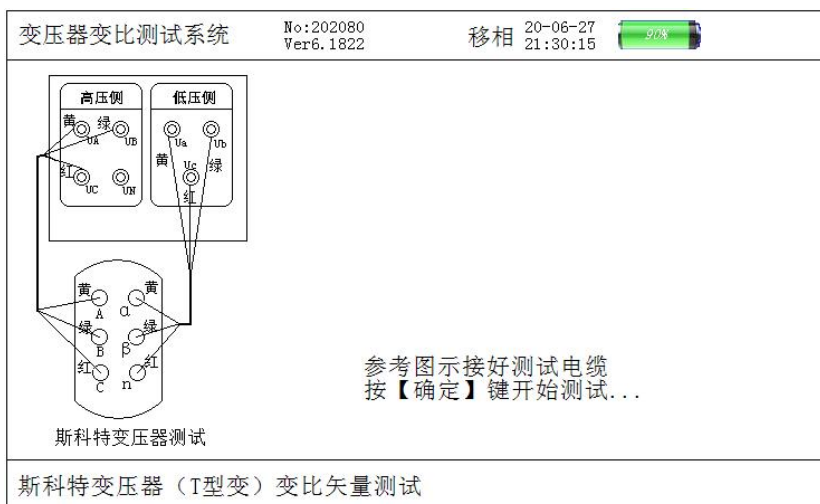 变压器变比测试系统
No:202080
Ver6.1822
移相
20-06-27
21:30:15
90%
高压侧
低压侧
黄 绿
UA UB
Ua Ub
黄 Uc 绿
红
UC UN
红
黄 黄
A α
绿 绿
B β
红 红
C n
参考图示接好测试电缆
按【确定】键开始测试...
斯科特变压器测试
斯科特变压器（T型变）变比矢量测试